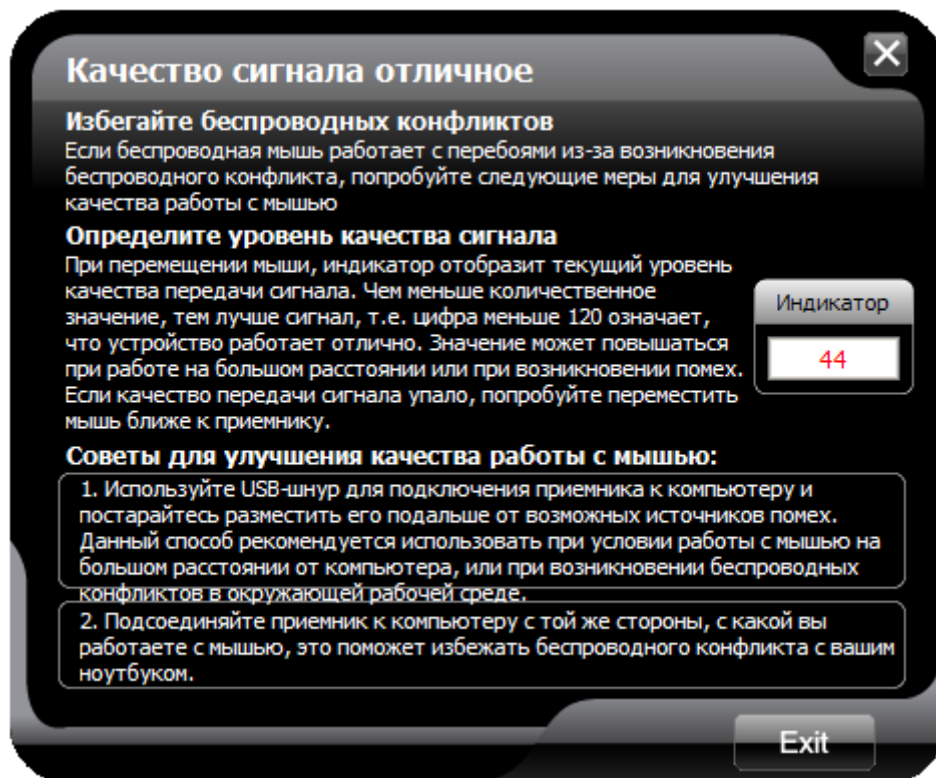 Качество сигнала отличное
Избегайте беспроводных конфликтов
Если беспроводная мышь работает с перебоями из-за возникновения
беспроводного конфликта, попробуйте следующие меры для улучшения
качества работы с мышью
Определите уровень качества сигнала
При перемещении мыши, индикатор отобразит текущий уровень
качества передачи сигнала. Чем меньше количественное
значение, тем лучше сигнал, т.е. цифра меньше 120 означает,
что устройство работает отлично. Значение может повышаться
при работе на большом расстоянии или при возникновении помех.
Если качество передачи сигнала упало, попробуйте переместить
мышь ближе к приемнику.
Индикатор
44
Советы для улучшения качества работы с мышью:
1. Используйте USB-шнур для подключения приемника к компьютеру и
постарайтесь разместить его подальше от возможных источников помех.
Данный способ рекомендуется использовать при условии работы с мышью на
большом расстоянии от компьютера, или при возникновении беспроводных
конфликтов в окружающей рабочей среде.
2. Подсоединяйте приемник к компьютеру с той же стороны, с какой вы
работаете с мышью, это поможет избежать беспроводного конфликта с вашим
ноутбуком.
Exit